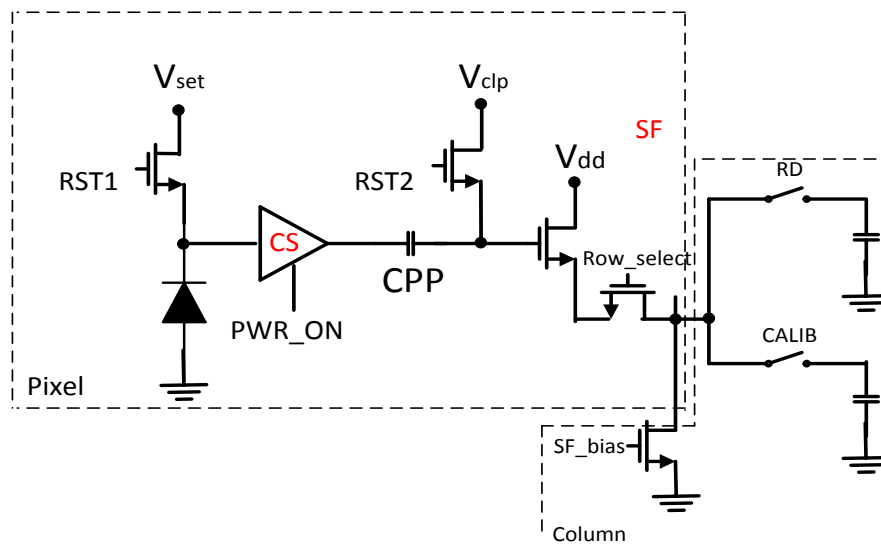 Vset
Vclp
SF
Vdd
RD
RST1
RST2
CS
CPP
Row_select
PWR_ON
CALIB
Pixel
SF_bias
Column